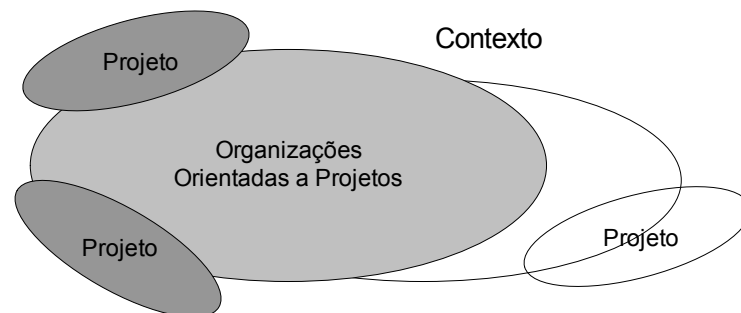 Contexto
Projeto
Organizações
Orientadas a Projetos
Projeto
Projeto